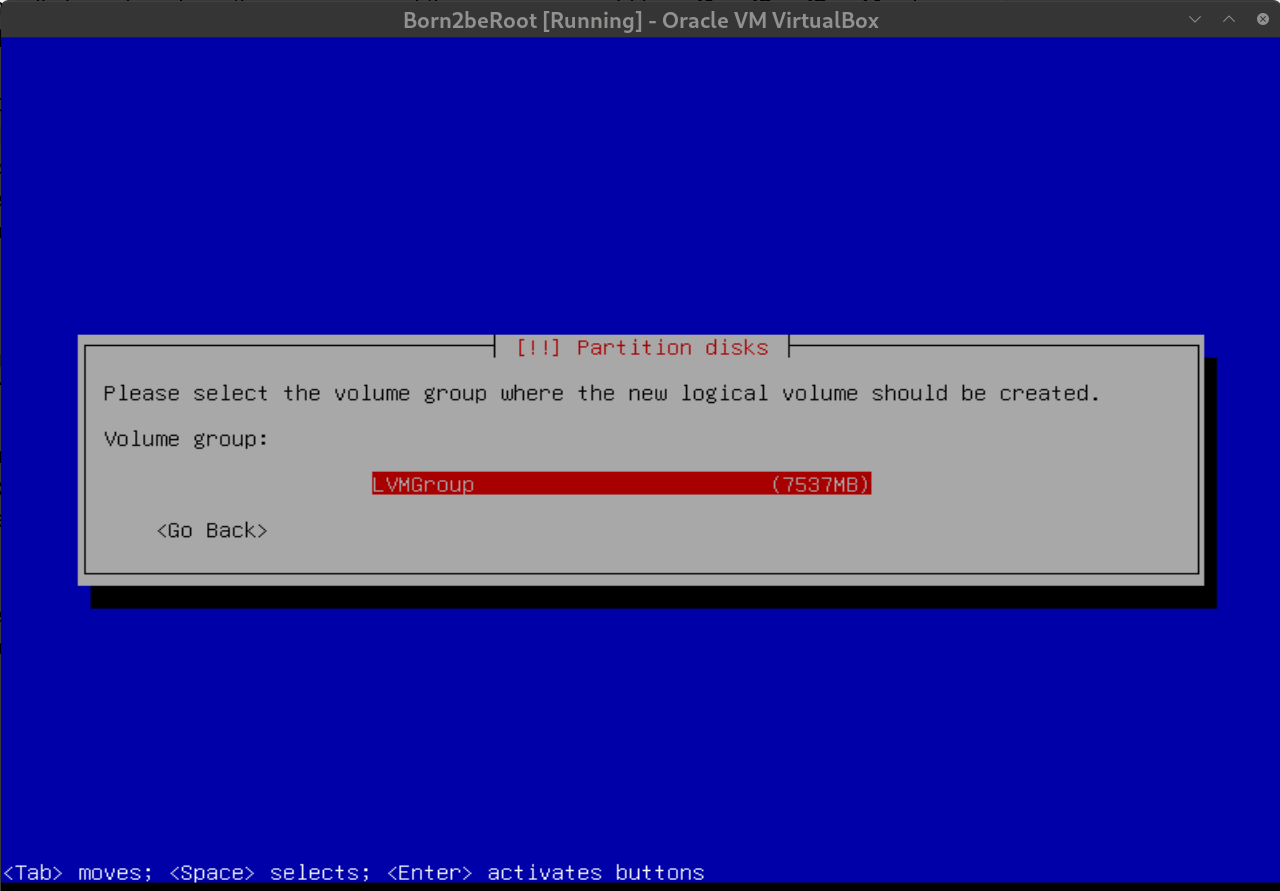 Born2beRoot [Running] - Oracle VM VirtualBox
[!!] Partition disks
Please select the volume group where the new logical volume should be created.
Volume group:
LVMGroup (7537MB)
<Go Back>
<Tab> moves; <Space> selects; <Enter> activates buttons